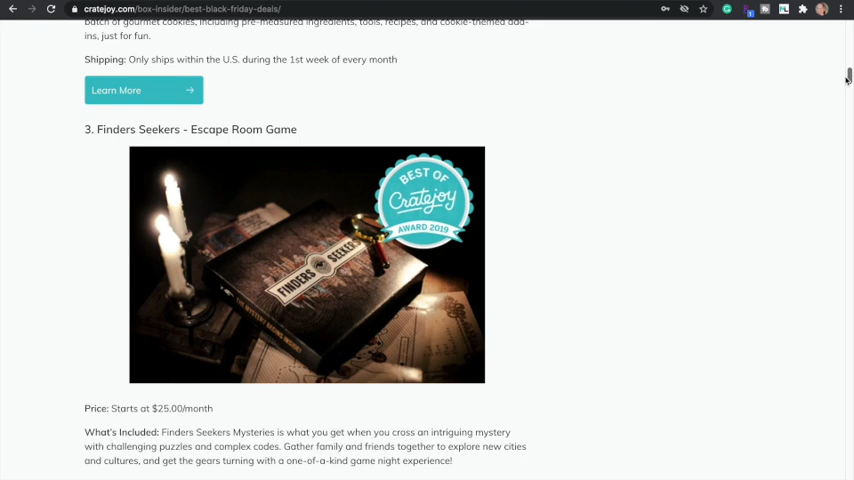 cratejoy.com/box-insider/best-black-friday-deals/
batch of gourmet cookies, including pre-measured ingredients, tools, recipes, and cookie-themed add-
ins, just for fun.
Shipping: Only ships within the U.S. during the 1st week of every month
Learn More →
3. Finders Seekers - Escape Room Game
BEST OF
Cratejoy
AWARD 2019
FINDERS SEEKERS
THE MYSTERY BEGINS INSIDE!
Price: Starts at $25.00/month
What's Included: Finders Seekers Mysteries is what you get when you cross an intriguing mystery
with challenging puzzles and complex codes. Gather family and friends together to explore new cities
and cultures, and get the gears turning with a one-of-a-kind game night experience!